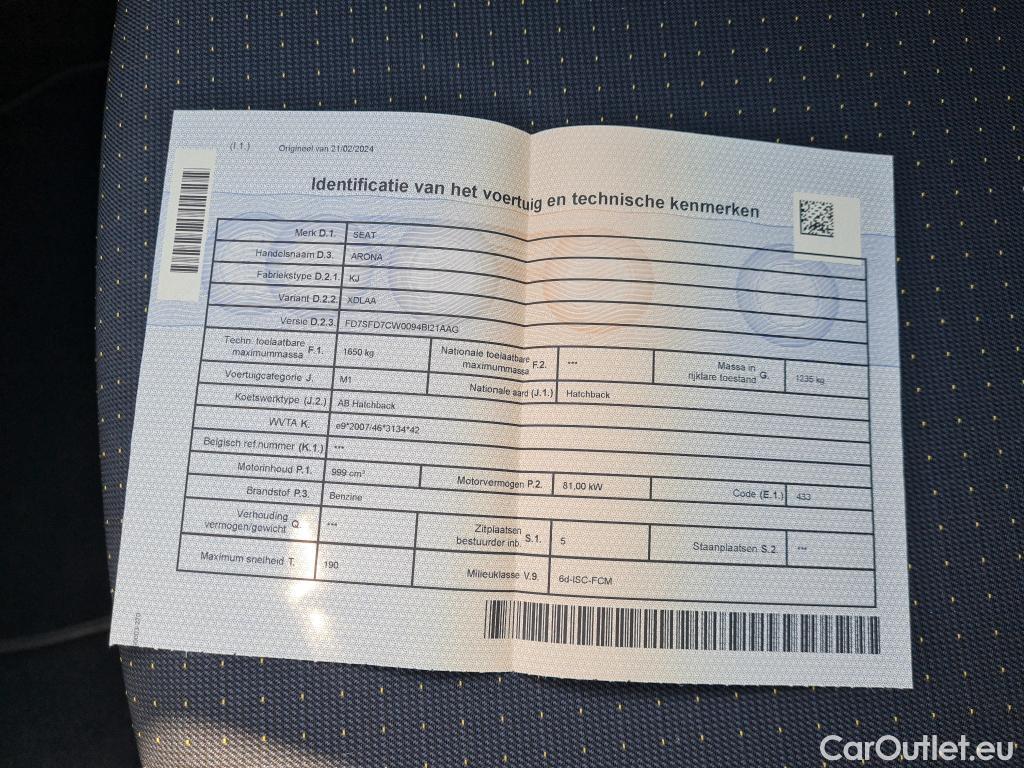 (I.1.) Origineel van 21/02/2024
Identificatie van het voertuig en technische kenmerken
Merk D.1. SEAT
Handelsnaam D.3. ARONA
Fabriekstype D.2.1. KJ
Variant D.2.2. XDLAA
Versie D.2.3. FD7SFD7CW0094BI21AAG
Techn. toelaatbare maximummassa F.1. 1650 kg Nationale toelaatbare maximummassa F.2. --- Massa in rijklare toestand G. 1235 kg
Voertuigcategorie J. M1 Nationale aard (J.1.) Hatchback
Koetswerktype (J.2.) AB Hatchback
WVTA K. e9*2007/46*3134*42
Belgisch ref.nummer (K.1.) ---
Motorinhoud P.1. 999 cm³ Motorvermogen P.2. 81,00 kW Code (E.1.) 433
Brandstof P.3. Benzine
Verhouding vermogen/gewicht Q. --- Zitplaatsen bestuurder inb. S.1. 5 Staanplaatsen S.2. ---
Maximum snelheid T. 190 Milieuklasse V.9. 6d-ISC-FCM
CarOutlet.eu